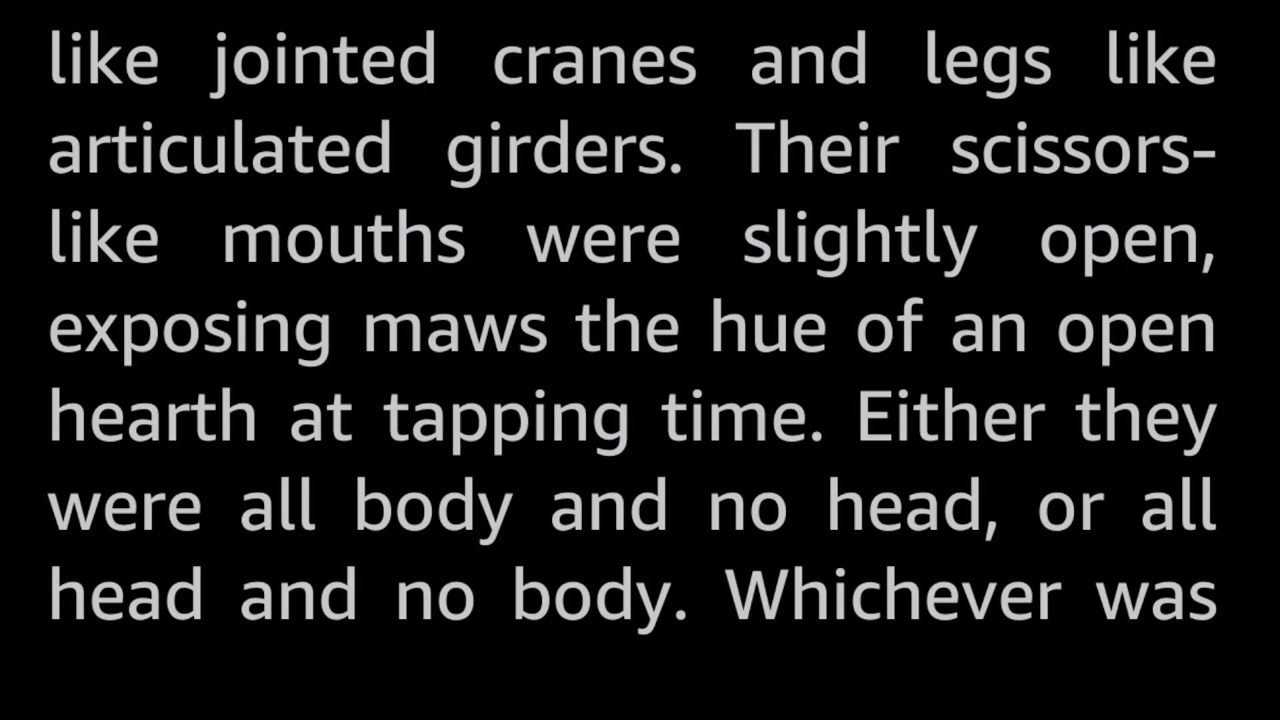 like jointed cranes and legs like
articulated girders. Their scissors-
like mouths were slightly open,
exposing maws the hue of an open
hearth at tapping time. Either they
were all body and no head, or all
head and no body. Whichever was